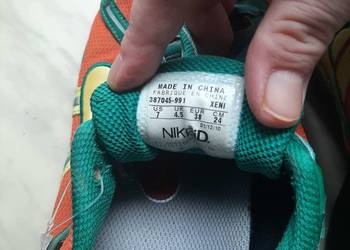 MADE IN CHINA
FABRIQUE EN CHINE
387045-991 XENI
US UK EUR CM
7 4.5 38 24
NIKEiD